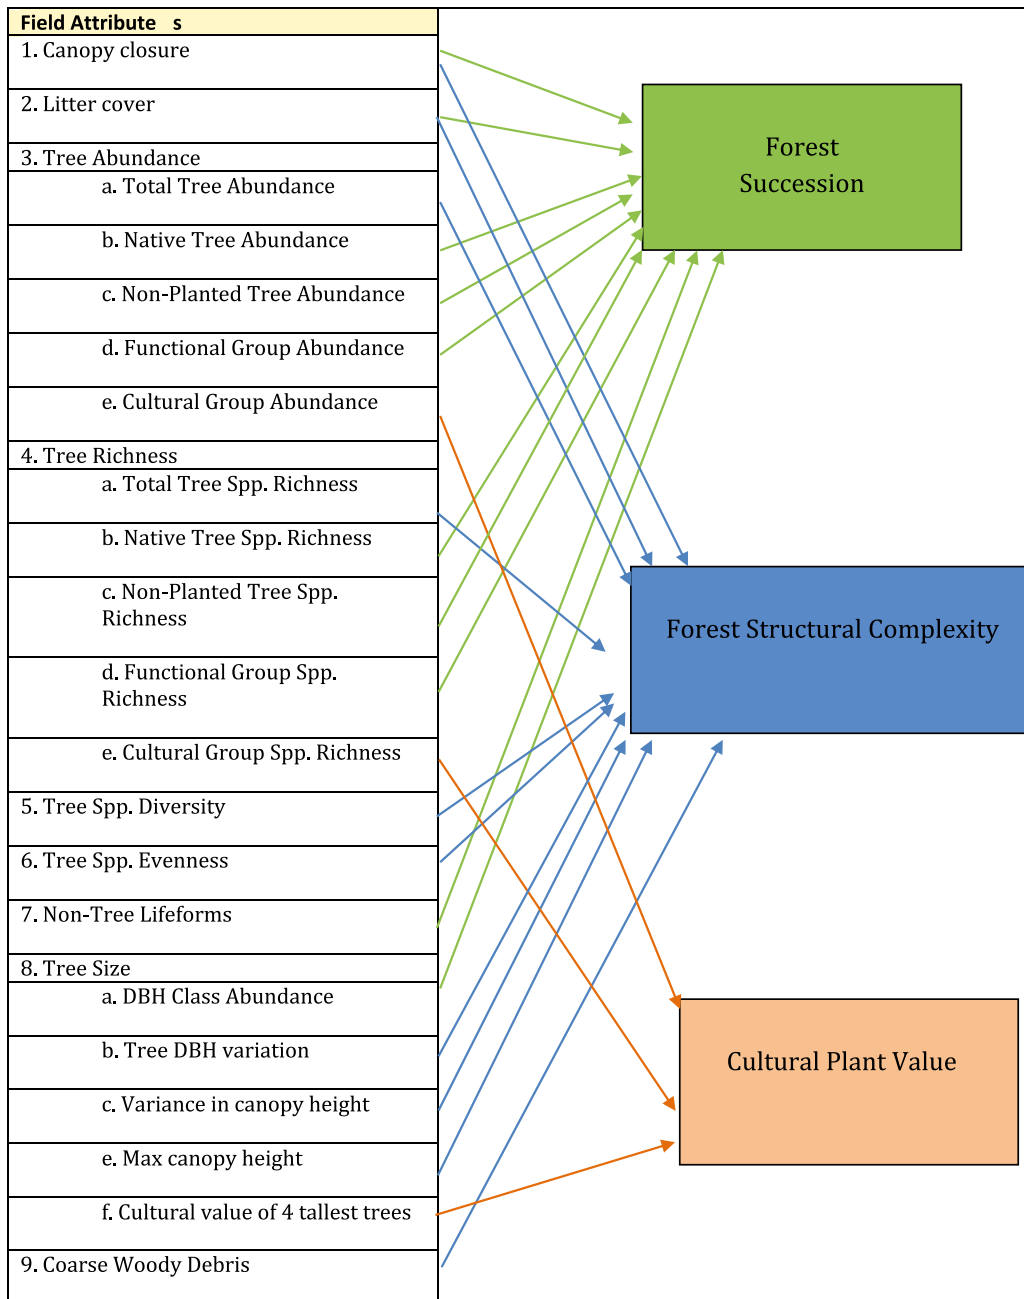 Field Attribute s
1. Canopy closure
2. Litter cover
3. Tree Abundance
a. Total Tree Abundance
b. Native Tree Abundance
c. Non-Planted Tree Abundance
d. Functional Group Abundance
e. Cultural Group Abundance
4. Tree Richness
a. Total Tree Spp. Richness
b. Native Tree Spp. Richness
c. Non-Planted Tree Spp.
Richness
d. Functional Group Spp.
Richness
e. Cultural Group Spp. Richness
5. Tree Spp. Diversity
6. Tree Spp. Evenness
7. Non-Tree Lifeforms
8. Tree Size
a. DBH Class Abundance
b. Tree DBH variation
c. Variance in canopy height
e. Max canopy height
f. Cultural value of 4 tallest trees
9. Coarse Woody Debris
Forest
Succession
Forest Structural Complexity
Cultural Plant Value